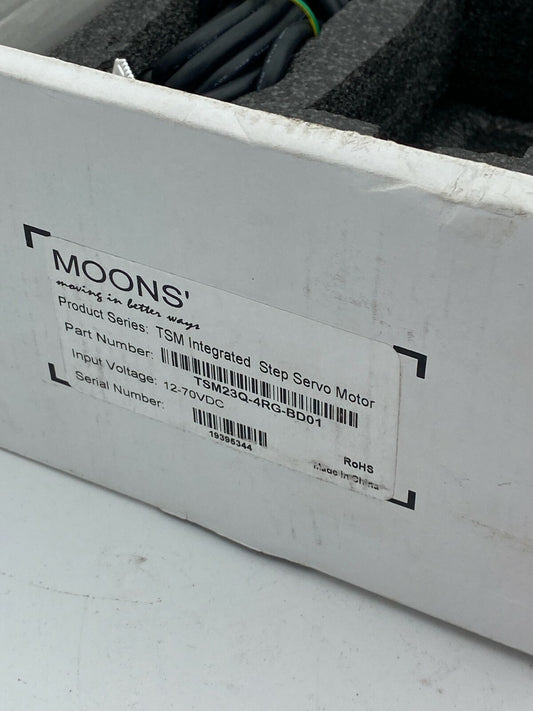 MOONS'
moving in better ways
Product Series: TSM Integrated Step Servo Motor
Part Number:
TSM23Q-4RG-BD01
Input Voltage: 12-70VDC
Serial Number:
19395344
RoHS
Made in China